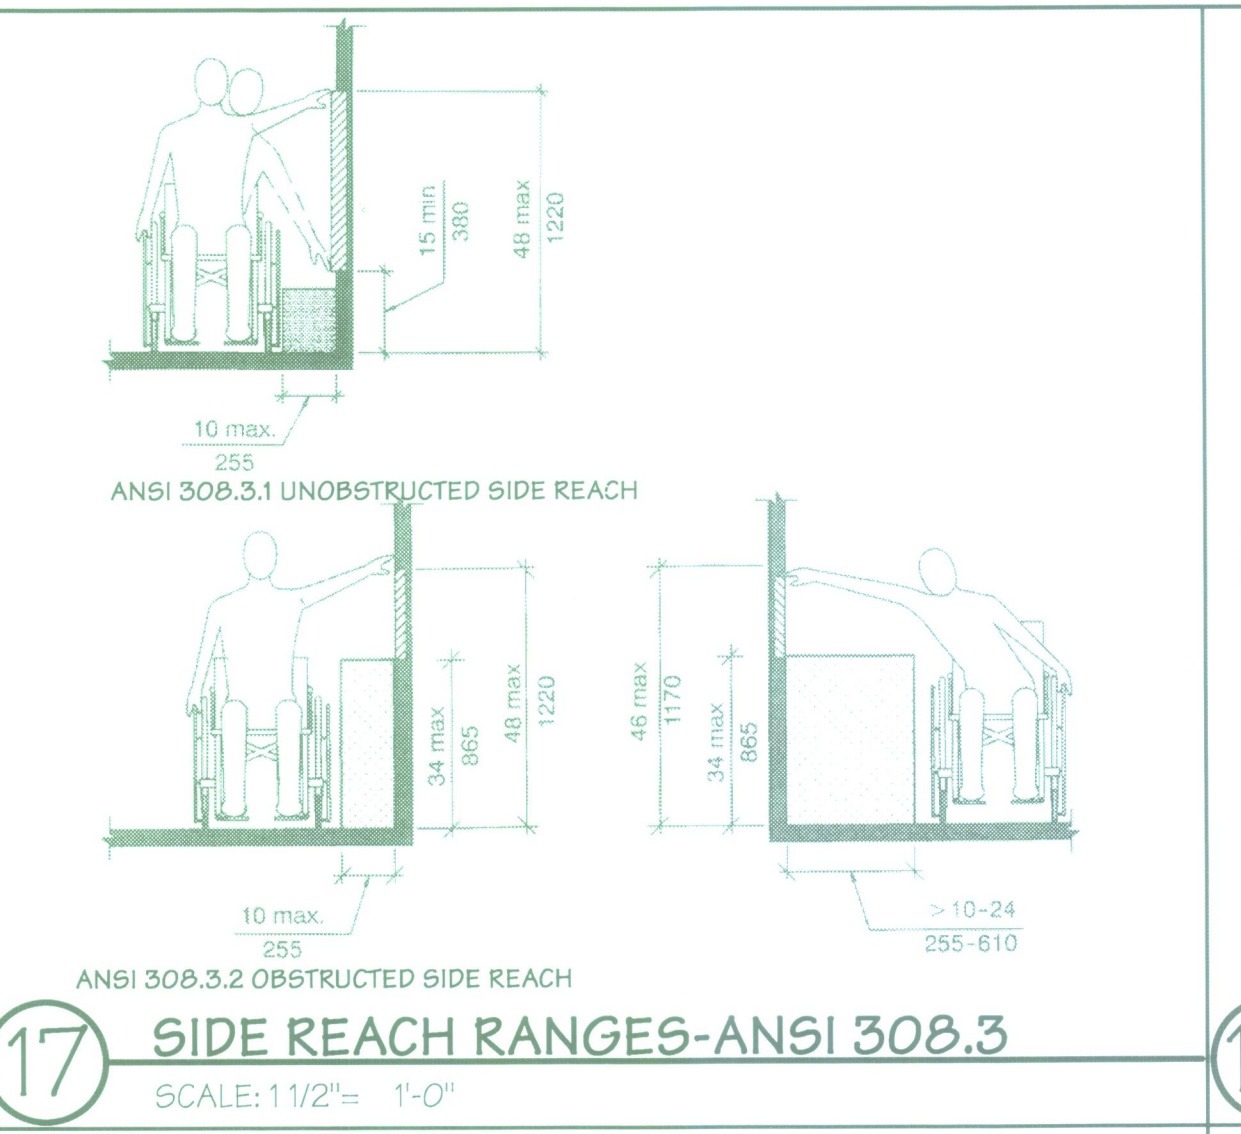 15 min
380
48 max
1220
10 max.
255
ANSI 308.3.1 UNOBSTRUCTED SIDE REACH
34 max
865
48 max
1220
46 max
1170
34 max
865
10 max.
255
> 10-24
255-610
ANSI 308.3.2 OBSTRUCTED SIDE REACH
17
SIDE REACH RANGES-ANSI 308.3
SCALE: 1 1/2"= 1'-0"